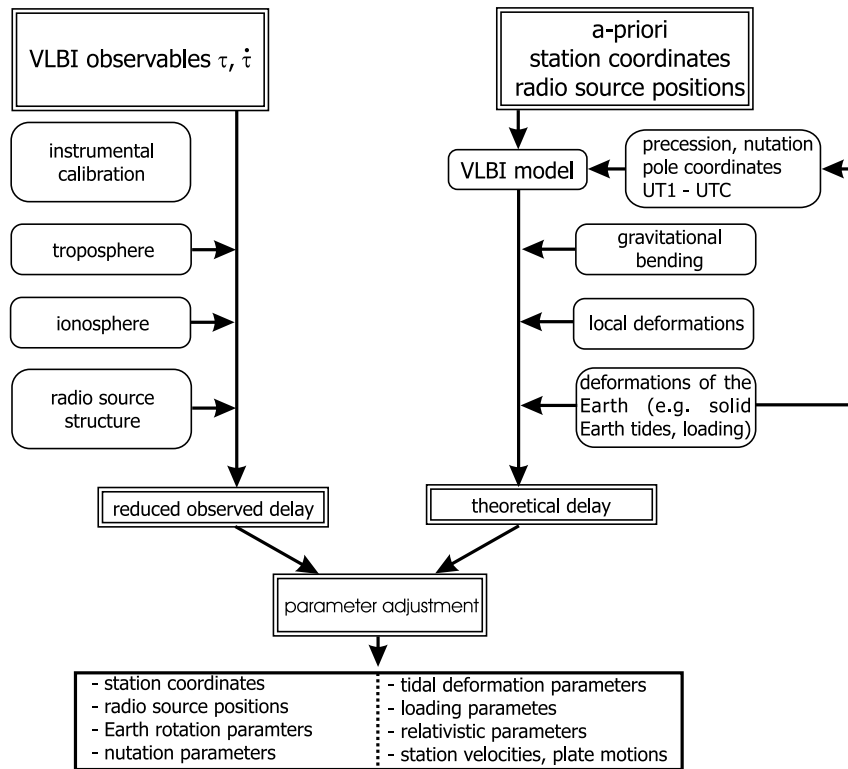 VLBI observables τ, τ̇
instrumental
calibration
troposphere
ionosphere
radio source
structure
reduced observed delay
a-priori
station coordinates
radio source positions
VLBI model
precession, nutation
pole coordinates
UT1 - UTC
gravitational
bending
local deformations
deformations of the
Earth (e.g. solid
Earth tides, loading)
theoretical delay
parameter adjustment
- station coordinates
- radio source positions
- Earth rotation paramters
- nutation parameters
- tidal deformation parameters
- loading parametes
- relativistic parameters
- station velocities, plate motions